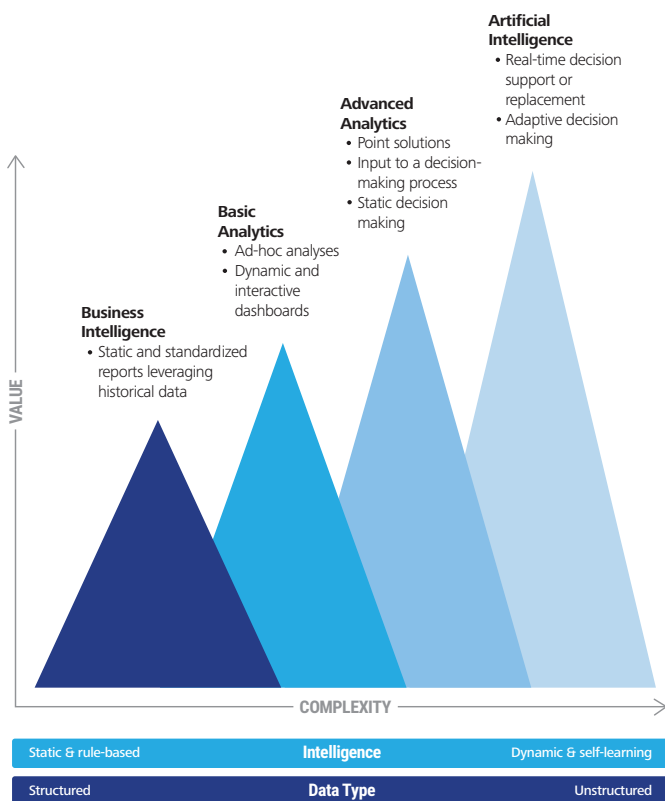 Artificial
Intelligence
• Real-time decision
support or
replacement
• Adaptive decision
making
Advanced
Analytics
• Point solutions
• Input to a decision-
making process
• Static decision
making
Basic
Analytics
• Ad-hoc analyses
• Dynamic and
interactive
dashboards
Business
Intelligence
• Static and standardized
reports leveraging
historical data
VALUE
COMPLEXITY
Static & rule-based Intelligence Dynamic & self-learning
Structured Data Type Unstructured